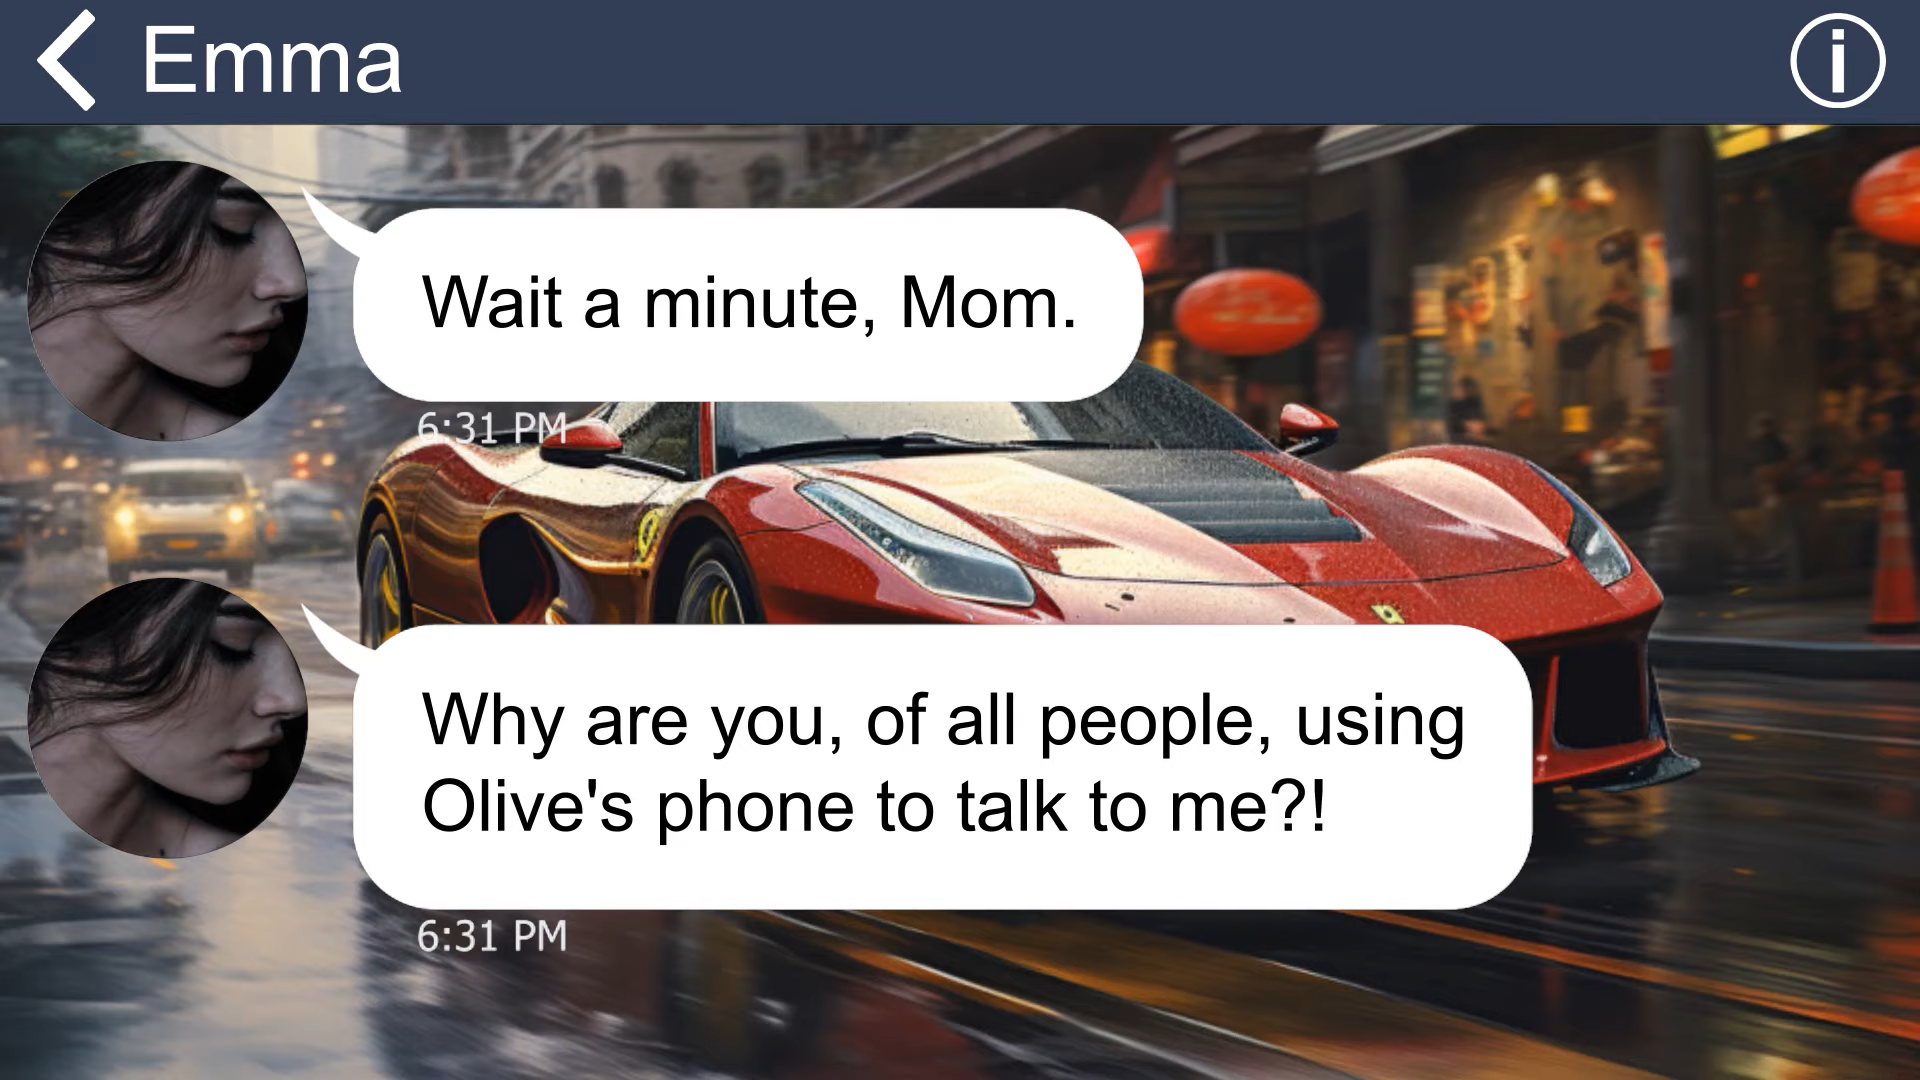 Emma
Wait a minute, Mom.
6:31 PM
Why are you, of all people, using
Olive's phone to talk to me?!
6:31 PM